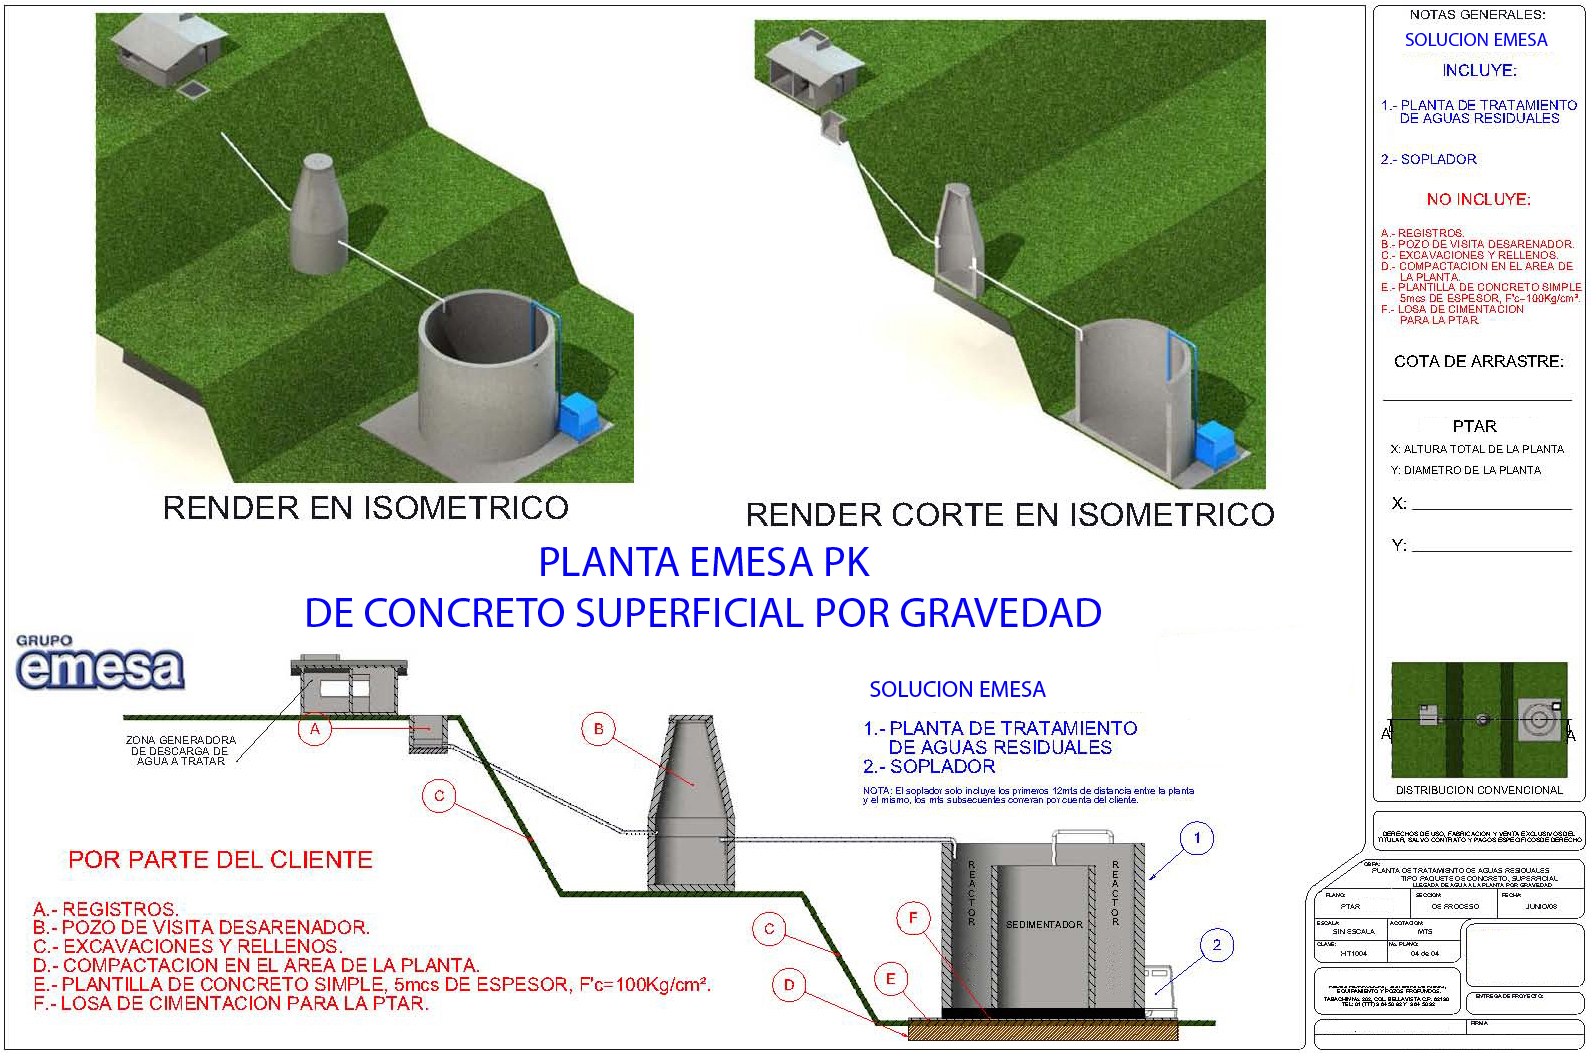 RENDER EN ISOMETRICO
RENDER CORTE EN ISOMETRICO
PLANTA EMESA PK
DE CONCRETO SUPERFICIAL POR GRAVEDAD
GRUPO
emesa
ZONA GENERADORA
DE DESCARGA DE
AGUA A TRATAR
A
B
C
SOLUCION EMESA
1.- PLANTA DE TRATAMIENTO
DE AGUAS RESIDUALES
2.- SOPLADOR
NOTA: El soplador solo incluye los primeros 12mts de distancia entre la planta
y el mismo, los mts subsecuentes correran por cuenta del cliente.
POR PARTE DEL CLIENTE
A.- REGISTROS.
B.- POZO DE VISITA DESARENADOR.
C.- EXCAVACIONES Y RELLENOS.
D.- COMPACTACION EN EL AREA DE LA PLANTA.
E.- PLANTILLA DE CONCRETO SIMPLE, 5mcs DE ESPESOR, F'c=100Kg/cm².
F.- LOSA DE CIMENTACION PARA LA PTAR.
REACTOR
SEDIMENTADOR
REACTOR
1
2
F
C
E
D
NOTAS GENERALES:
SOLUCION EMESA
INCLUYE:
1.- PLANTA DE TRATAMIENTO
DE AGUAS RESIDUALES
2.- SOPLADOR
NO INCLUYE:
A.- REGISTROS.
B.- POZO DE VISITA DESARENADOR.
C.- EXCAVACIONES Y RELLENOS.
D.- COMPACTACION EN EL AREA DE
LA PLANTA.
E.- PLANTILLA DE CONCRETO SIMPLE
5mcs DE ESPESOR, F'c=100Kg/cm².
F.- LOSA DE CIMENTACION
PARA LA PTAR.
COTA DE ARRASTRE:
PTAR
X: ALTURA TOTAL DE LA PLANTA
Y: DIAMETRO DE LA PLANTA
X:
Y:
A
A
DISTRIBUCION CONVENCIONAL
DERECHOS DE USO, FABRICACION Y VENTA EXCLUSIVOS DEL
TITULAR, SALVO CONTRATO Y PAGOS ESPECIFICOS DE DERECHO
OBRA:
PLANTA DE TRATAMIENTO DE AGUAS RESIDUALES
TIPO PAQUETE DE CONCRETO, SUPERFICIAL
LLEGADA DE AGUA A LA PLANTA POR GRAVEDAD
PLANO:
PTAR
SECCION:
DE PROCESO
FECHA:
JUNIO/08
ESCALA:
SIN ESCALA
ACOTACION:
MTS
CLAVE:
HT1004
No. PLANO:
04 de 04
EQUIPAMIENTO Y POZOS PROFUNDOS.
TABACHIN No. 202, COL. BELLAVISTA C.P. 62130
ENTREGA DE PROYECTO:
FIRMA